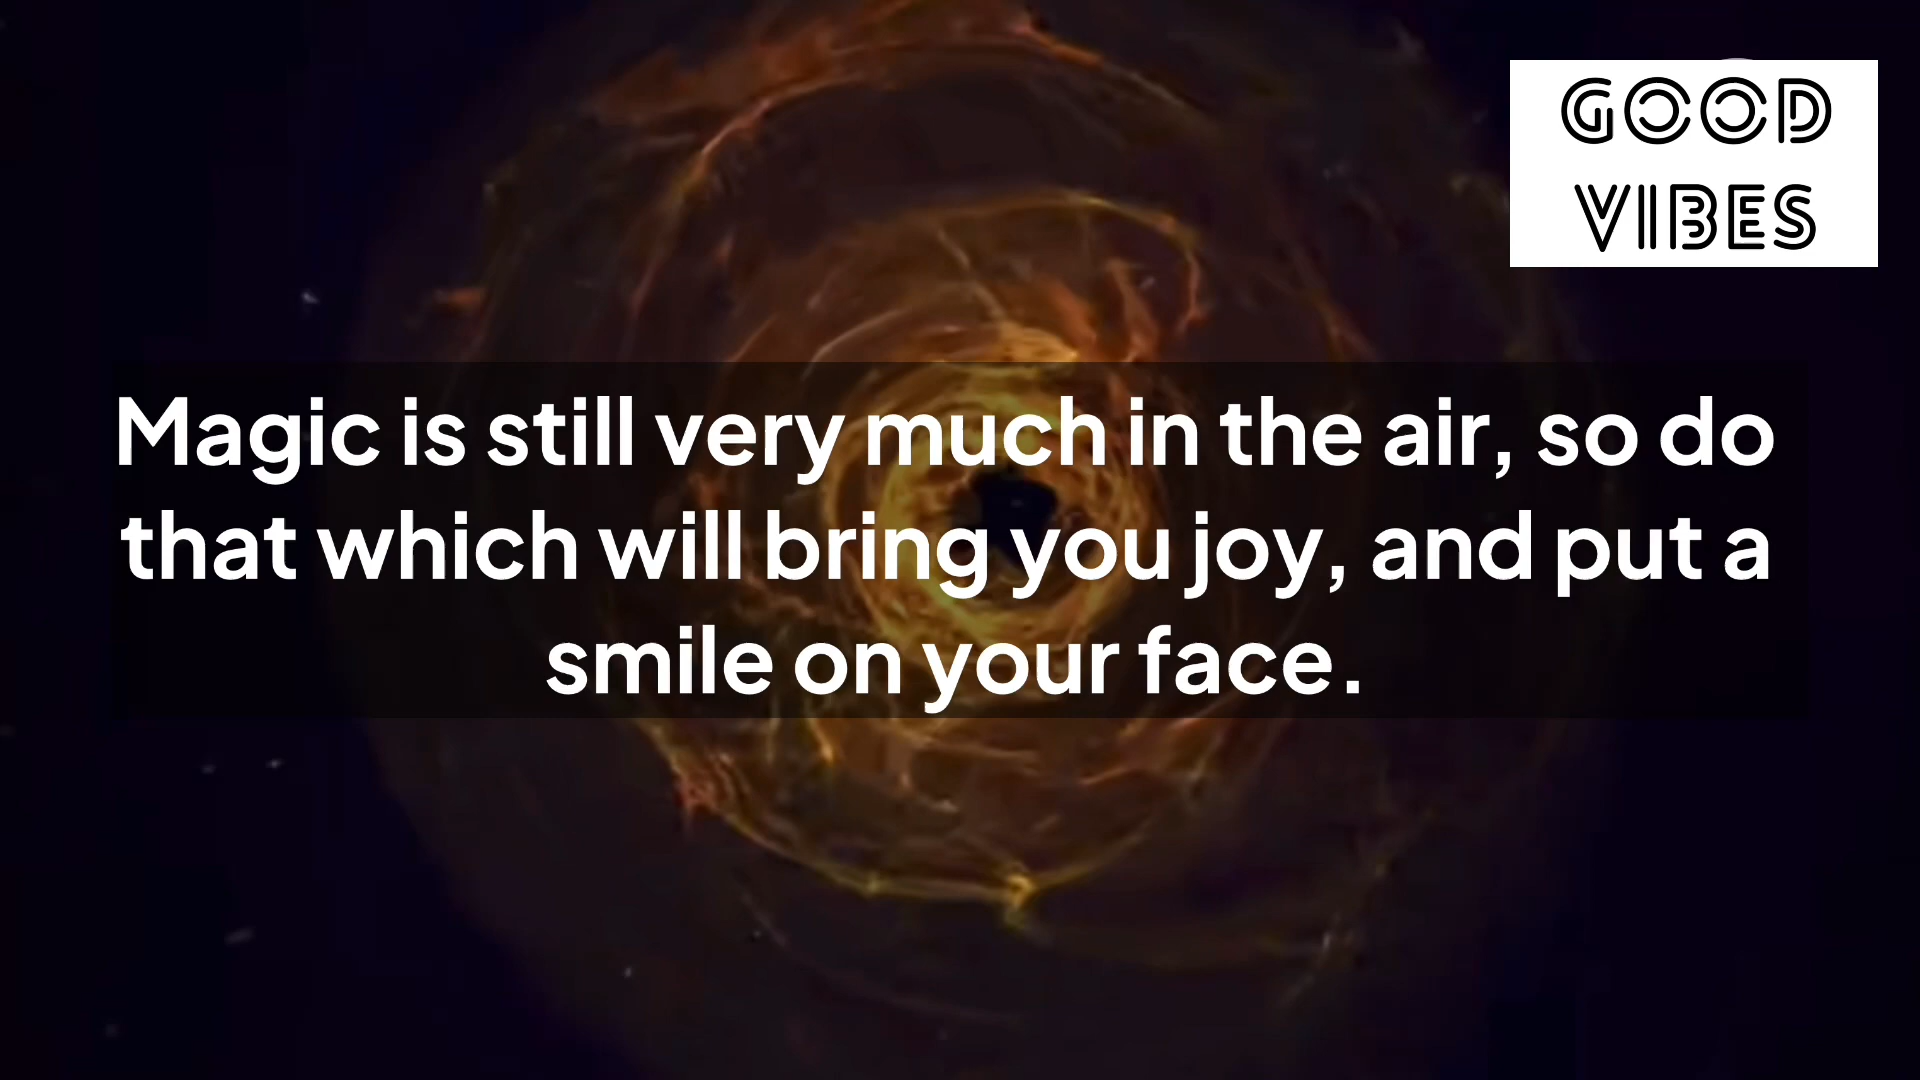 GOOD
VIBES
Magic is still very much in the air, so do
that which will bring you joy, and put a
smile on your face.